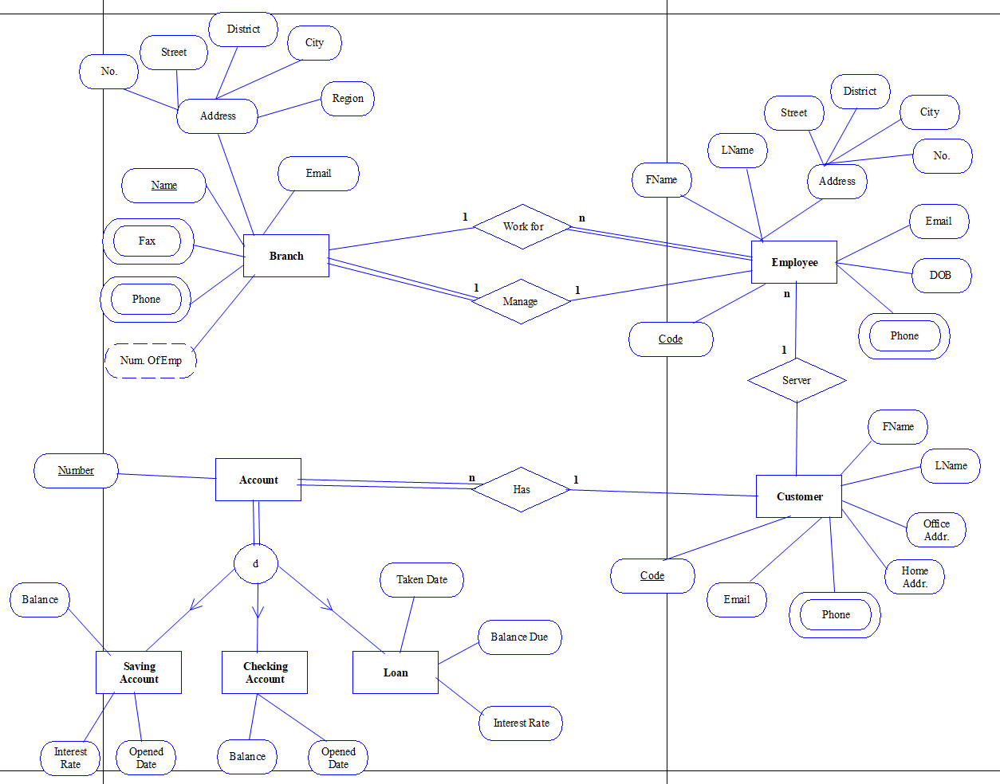 District
City
Street
No.
Region
Address
Email
Name
Fax
Branch
Phone
Num. Of Emp
1
Work for
n
1
Manage
1
District
Street
City
LName
No.
FName
Address
Email
Employee
DOB
n
Phone
Code
1
Server
FName
LName
Number
Account
n
Has
1
Customer
Office
Addr.
Home
Addr.
Code
Email
Phone
d
Taken Date
Balance
Balance Due
Saving
Account
Checking
Account
Loan
Interest Rate
Interest
Rate
Opened
Date
Balance
Opened
Date